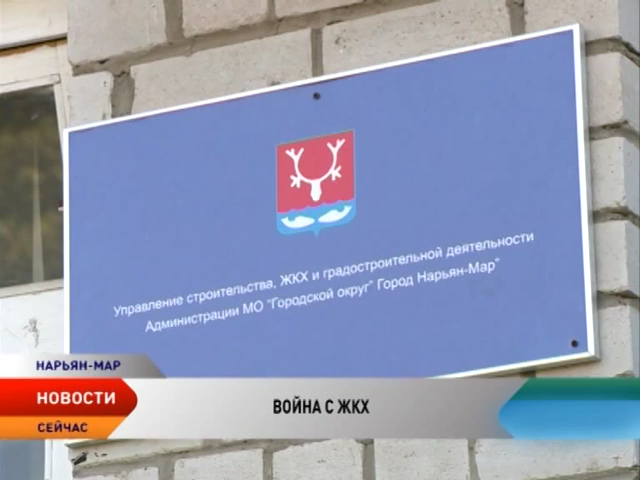 Управление строительства, ЖКХ и градостроительной деятельности
Администрации МО "Городской округ" Город Нарьян-Мар"
НАРЬЯН-МАР
НОВОСТИ
СЕЙЧАС
ВОЙНА С ЖКХ